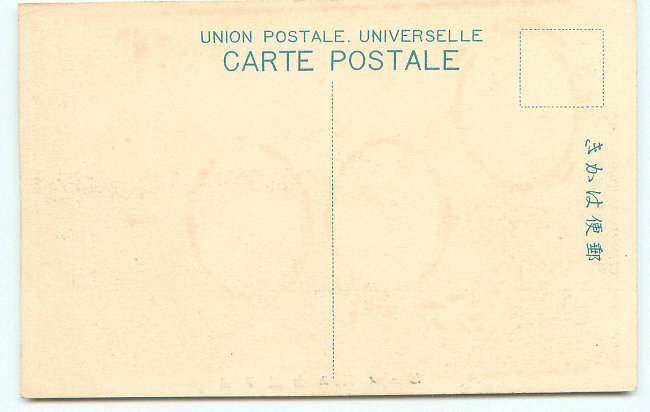 UNION POSTALE. UNIVERSELLE
CARTE POSTALE
郵便はかき